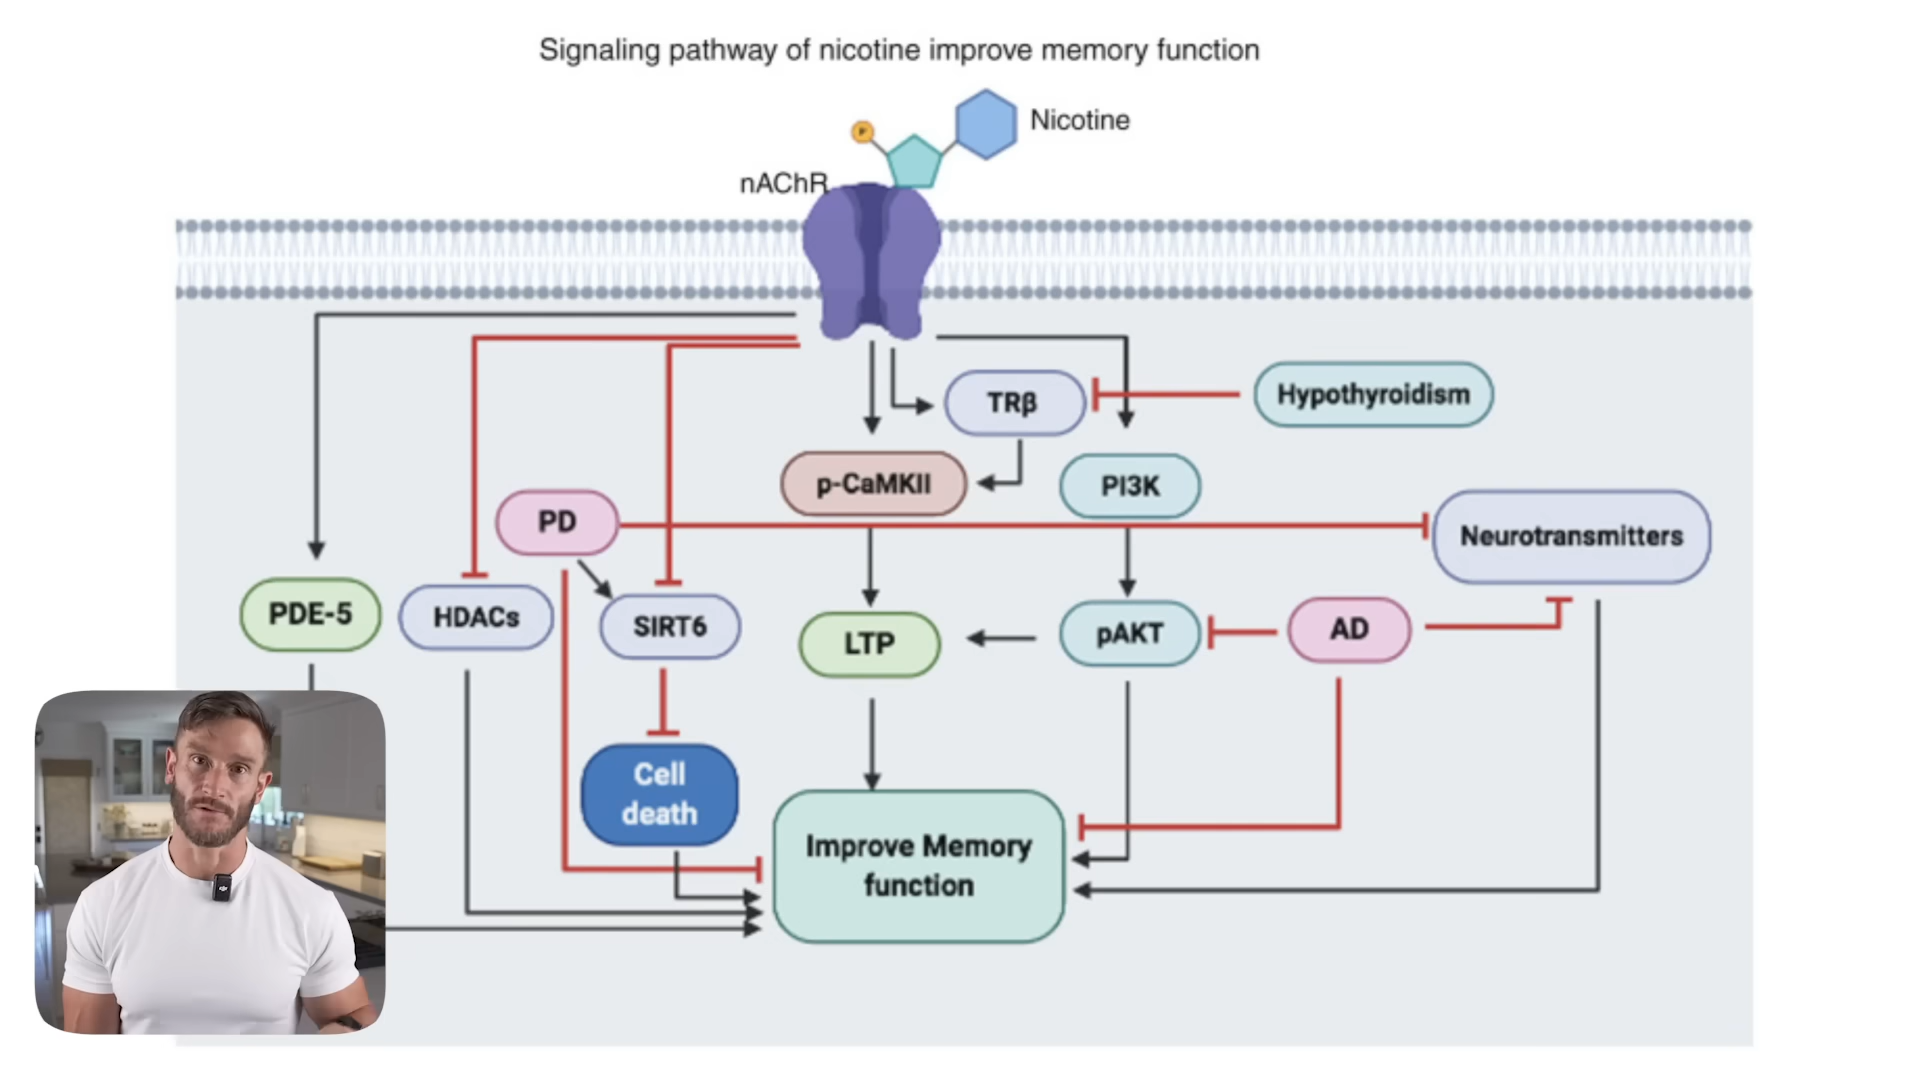 Signaling pathway of nicotine improve memory function
P
Nicotine
nAChR
TRβ
Hypothyroidism
p-CaMKII
PI3K
PD
Neurotransmitters
PDE-5
HDACs
SIRT6
LTP
pAKT
AD
Cell
death
Improve Memory
function